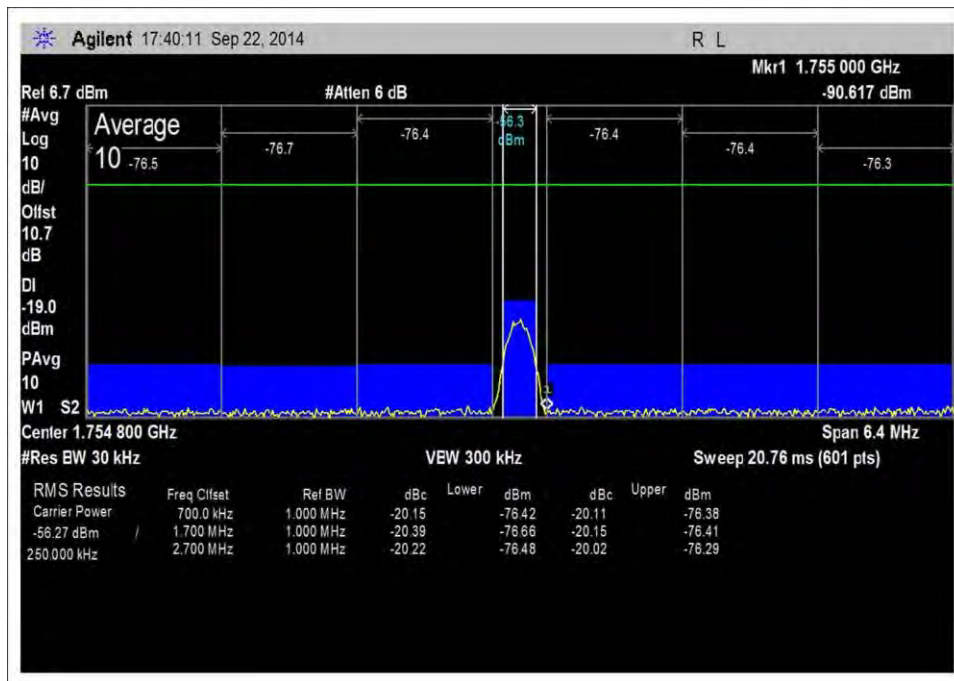 Agilent 17:40:11 Sep 22, 2014 R L
Mkr1 1.755 000 GHz
Rel 6.7 dBm #Atten 6 dB -90.617 dBm
#Avg
Log
10
dB/
Offst
10.7
dB
DI
-19.0
dBm
PAvg
10
W1 S2
Average
10
-76.5 -76.7 -76.4 -56.3 dBm -76.4 -76.4 -76.3
1
Center 1.754 800 GHz Span 6.4 MHz
#Res BW 30 kHz VBW 300 kHz Sweep 20.76 ms (601 pts)
RMS Results Freq Offset Ref BW dBc Lower dBm dBc Upper dBm
Carrier Power 700.0 kHz 1.000 MHz -20.15 -76.42 -20.11 -76.38
-56.27 dBm / 1.700 MHz 1.000 MHz -20.39 -76.66 -20.15 -76.41
250.000 kHz 2.700 MHz 1.000 MHz -20.22 -76.48 -20.02 -76.29